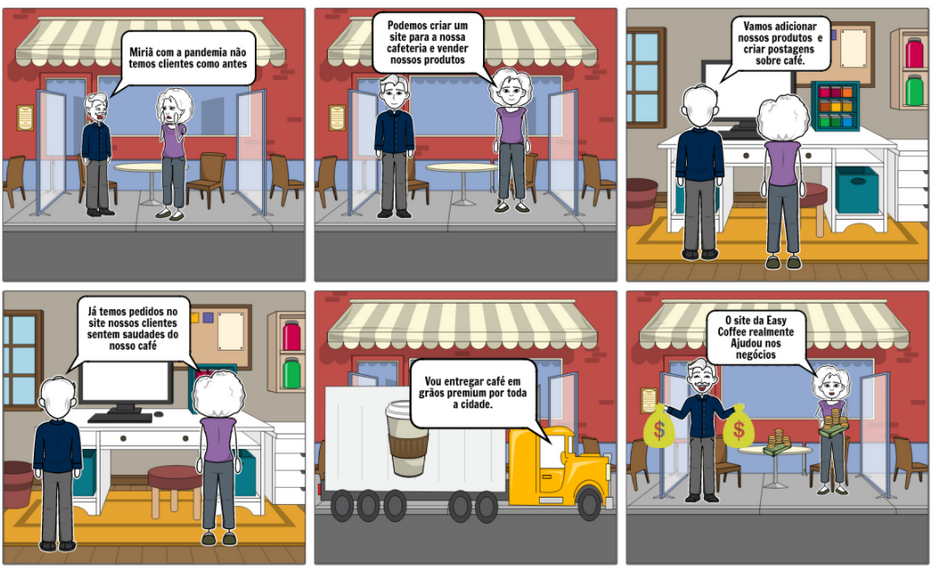 Miriã com a pandemia não
temos clientes como antes
Podemos criar um
site para a nossa
cafeteria e vender
nossos produtos
Vamos adicionar
nossos produtos e
criar postagens
sobre café.
Já temos pedidos no
site nossos clientes
sentem saudades do
nosso café
Vou entregar café em
grãos premium por toda
a cidade.
O site da Easy
Coffee realmente
Ajudou nos
negócios
$
$